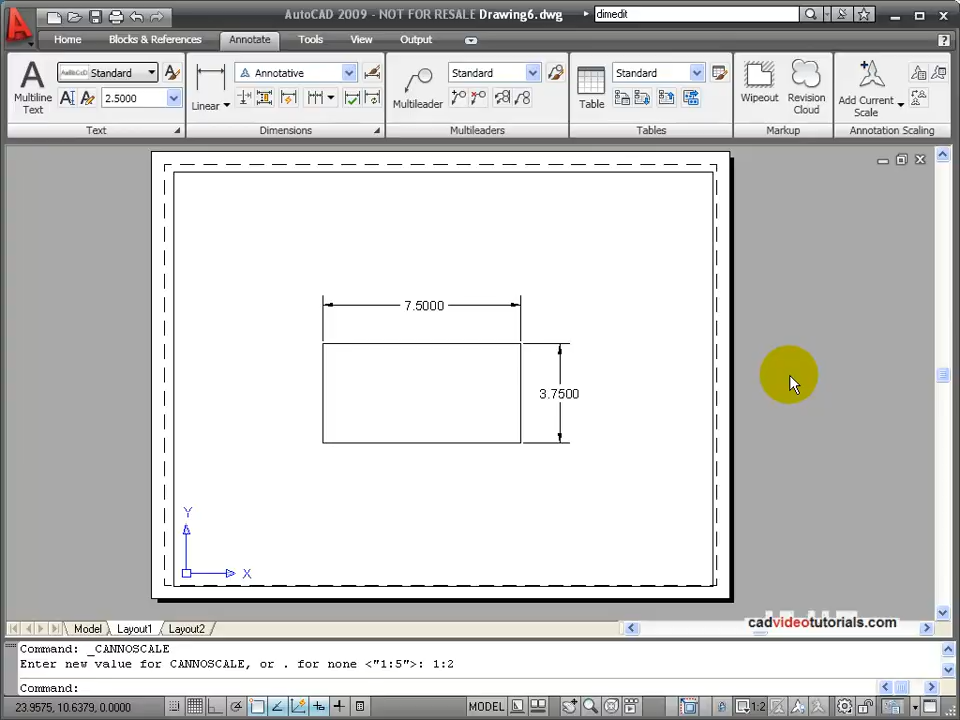 AutoCAD 2009 - NOT FOR RESALE Drawing6.dwg
dimedit
Home Blocks & References Annotate Tools View Output
Multiline Text
Standard
2.5000
Text
Linear
Annotative
Dimensions
Multileader
Standard
Multileaders
Table
Standard
Tables
Wipeout
Revision Cloud
Markup
Add Current Scale
Annotation Scaling
7.5000
3.7500
Y
X
cadvideotutorials.com
Model Layout1 Layout2
Command: _CANNOSCALE
Enter new value for CANNOSCALE, or . for none <"1:5">: 1:2
Command:
23.9575, 10.6379, 0.0000 MODEL 1:2